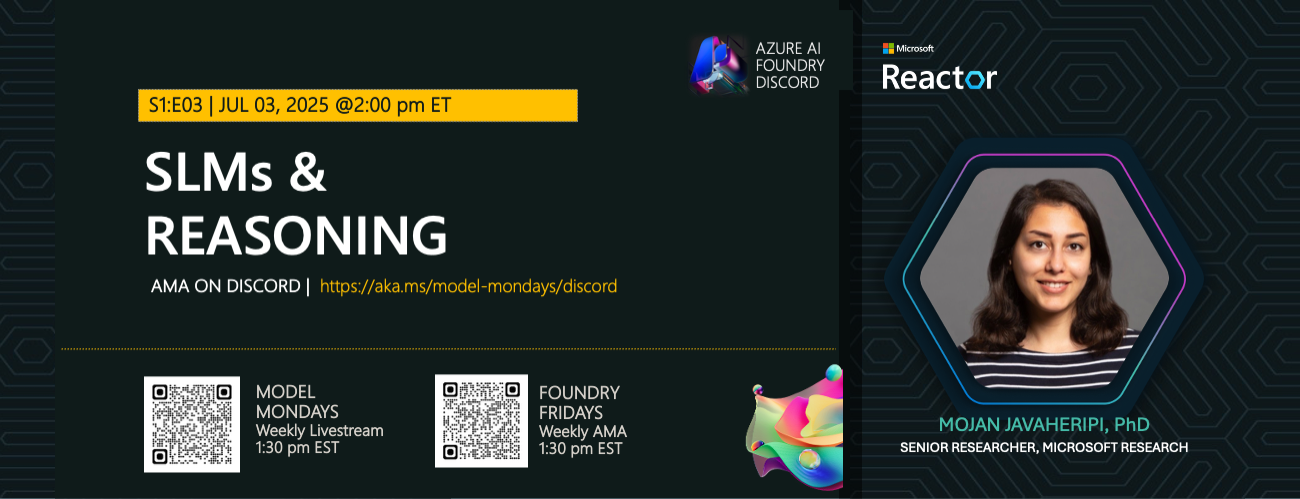 AZURE AI
FOUNDRY
DISCORD
Microsoft
Reactor
S1:E03 | JUL 03, 2025 @2:00 pm ET
SLMs &
REASONING
AMA ON DISCORD | https://aka.ms/model-mondays/discord
MODEL
MONDAYS
Weekly Livestream
1:30 pm EST
FOUNDRY
FRIDAYS
Weekly AMA
1:30 pm EST
MOJAN JAVAHERIPI, PhD
SENIOR RESEARCHER, MICROSOFT RESEARCH